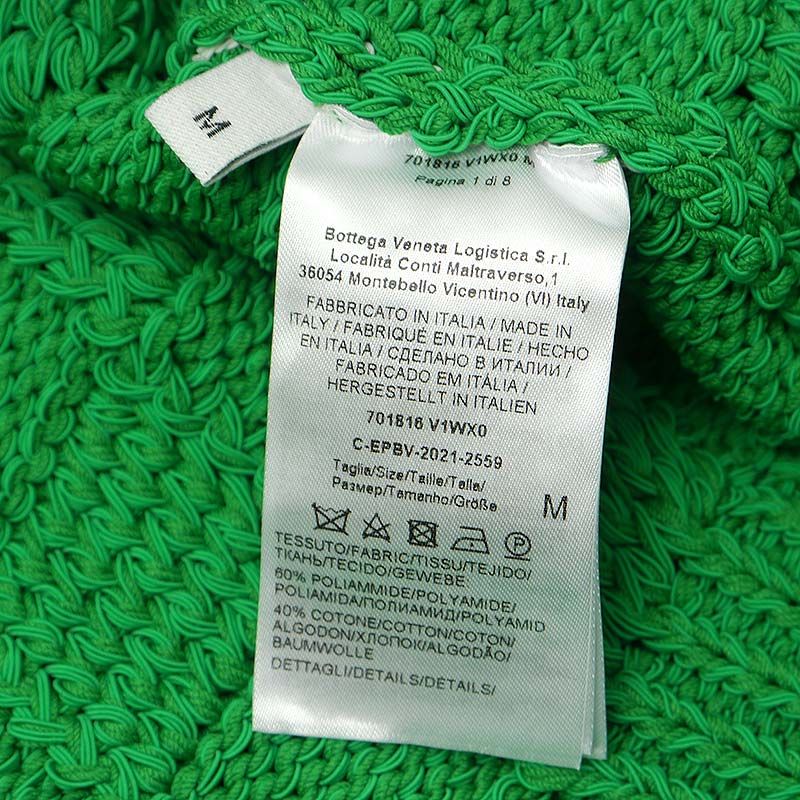 M
701816 V1WX0 M
Pagina 1 di 8
Bottega Veneta Logistica S.r.l.
Località Conti Maltraverso,1
36054 Montebello Vicentino (VI) Italy
FABBRICATO IN ITALIA / MADE IN
ITALY / FABRIQUÉ EN ITALIE / HECHO
EN ITALIA / СДЕЛАНО В ИТАЛИИ /
FABRICADO EM ITÁLIA /
HERGESTELLT IN ITALIEN
701816 V1WX0
C-EPBV-2021-2559
Taglia/Size/Taille/Talla/
Размер/Tamanho/Größe
M
P
TESSUTO/FABRIC/TISSU/TEJIDO/
ТКАНЬ/TECIDO/GEWEBE:
60% POLIAMMIDE/POLYAMIDE/
POLIAMIDA/ПОЛИАМИД/POLYAMID
40% COTONE/COTTON/COTON/
ALGODON/ХЛОПОК/ALGODÃO/
BAUMWOLLE
DETTAGLI/DETAILS/DÉTAILS/